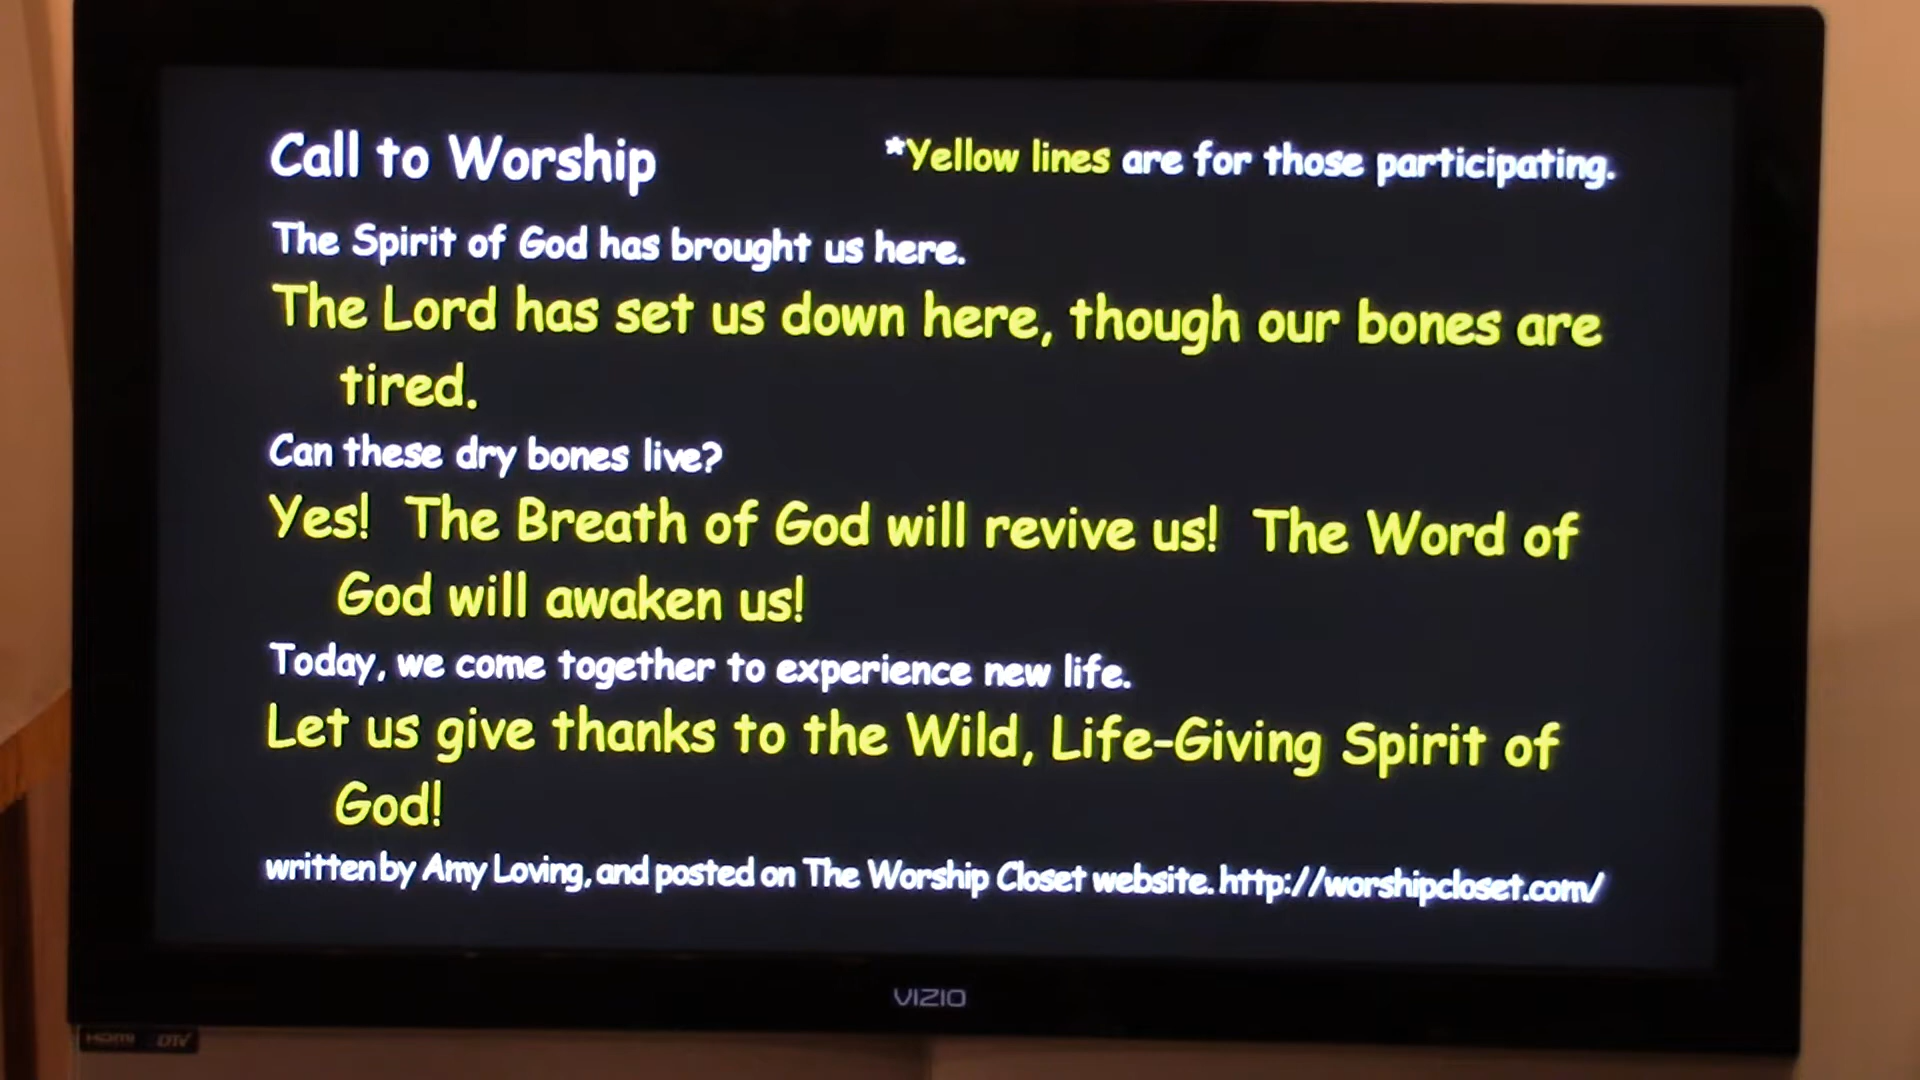 Call to Worship
*Yellow lines are for those participating.
The Spirit of God has brought us here.
The Lord has set us down here, though our bones are
tired.
Can these dry bones live?
Yes! The Breath of God will revive us! The Word of
God will awaken us!
Today, we come together to experience new life.
Let us give thanks to the Wild, Life-Giving Spirit of
God!
written by Amy Loving, and posted on The Worship Closet website. http://worshipcloset.com/
VIZIO
HDMI DTV